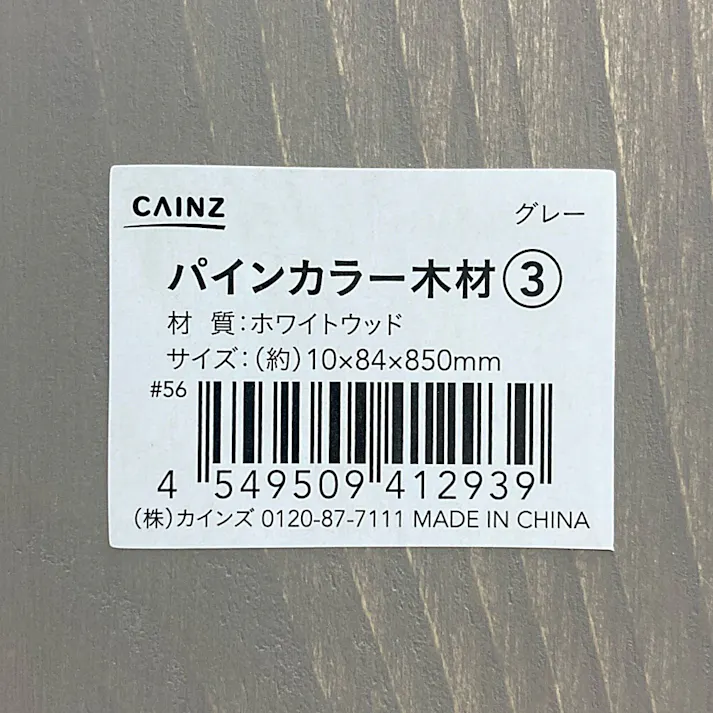 CAINZ グレー
パインカラー木材③
材 質:ホワイトウッド
サイズ:(約)10×84×850mm
#56
4 549509 412939
(株)カインズ 0120-87-7111 MADE IN CHINA